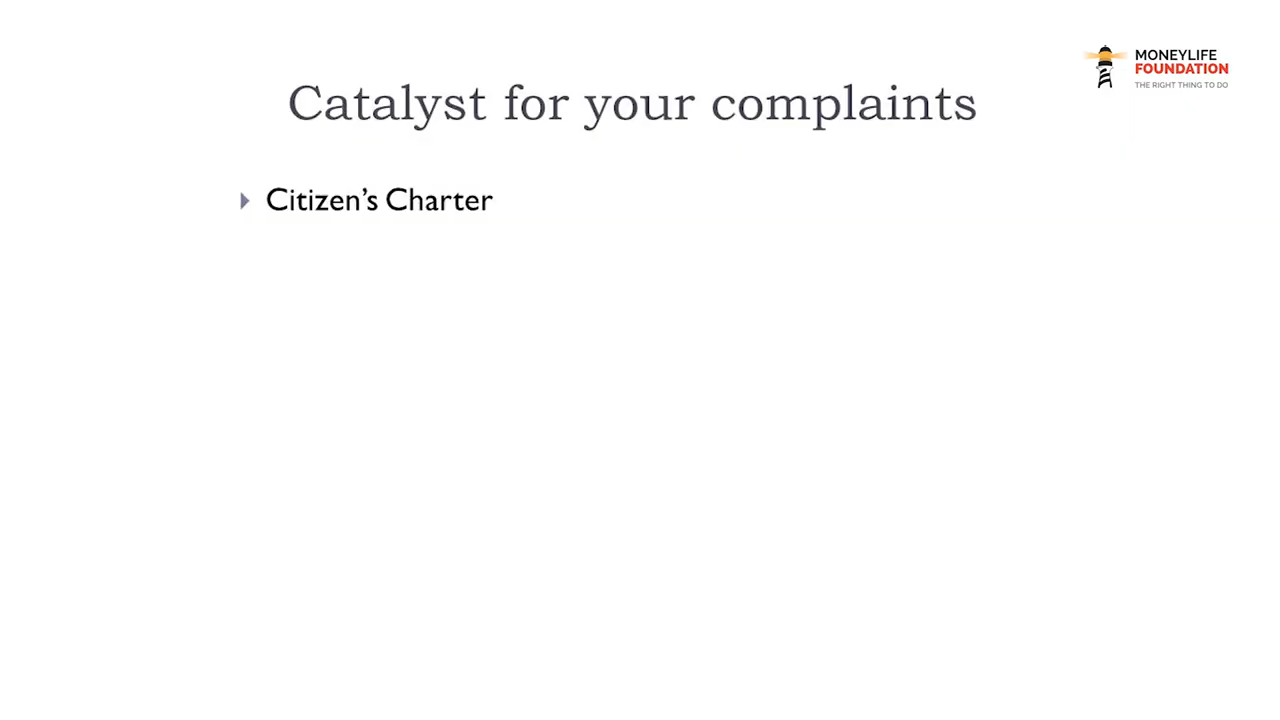 MONEYLIFE
FOUNDATION
THE RIGHT THING TO DO
Catalyst for your complaints
Citizen’s Charter